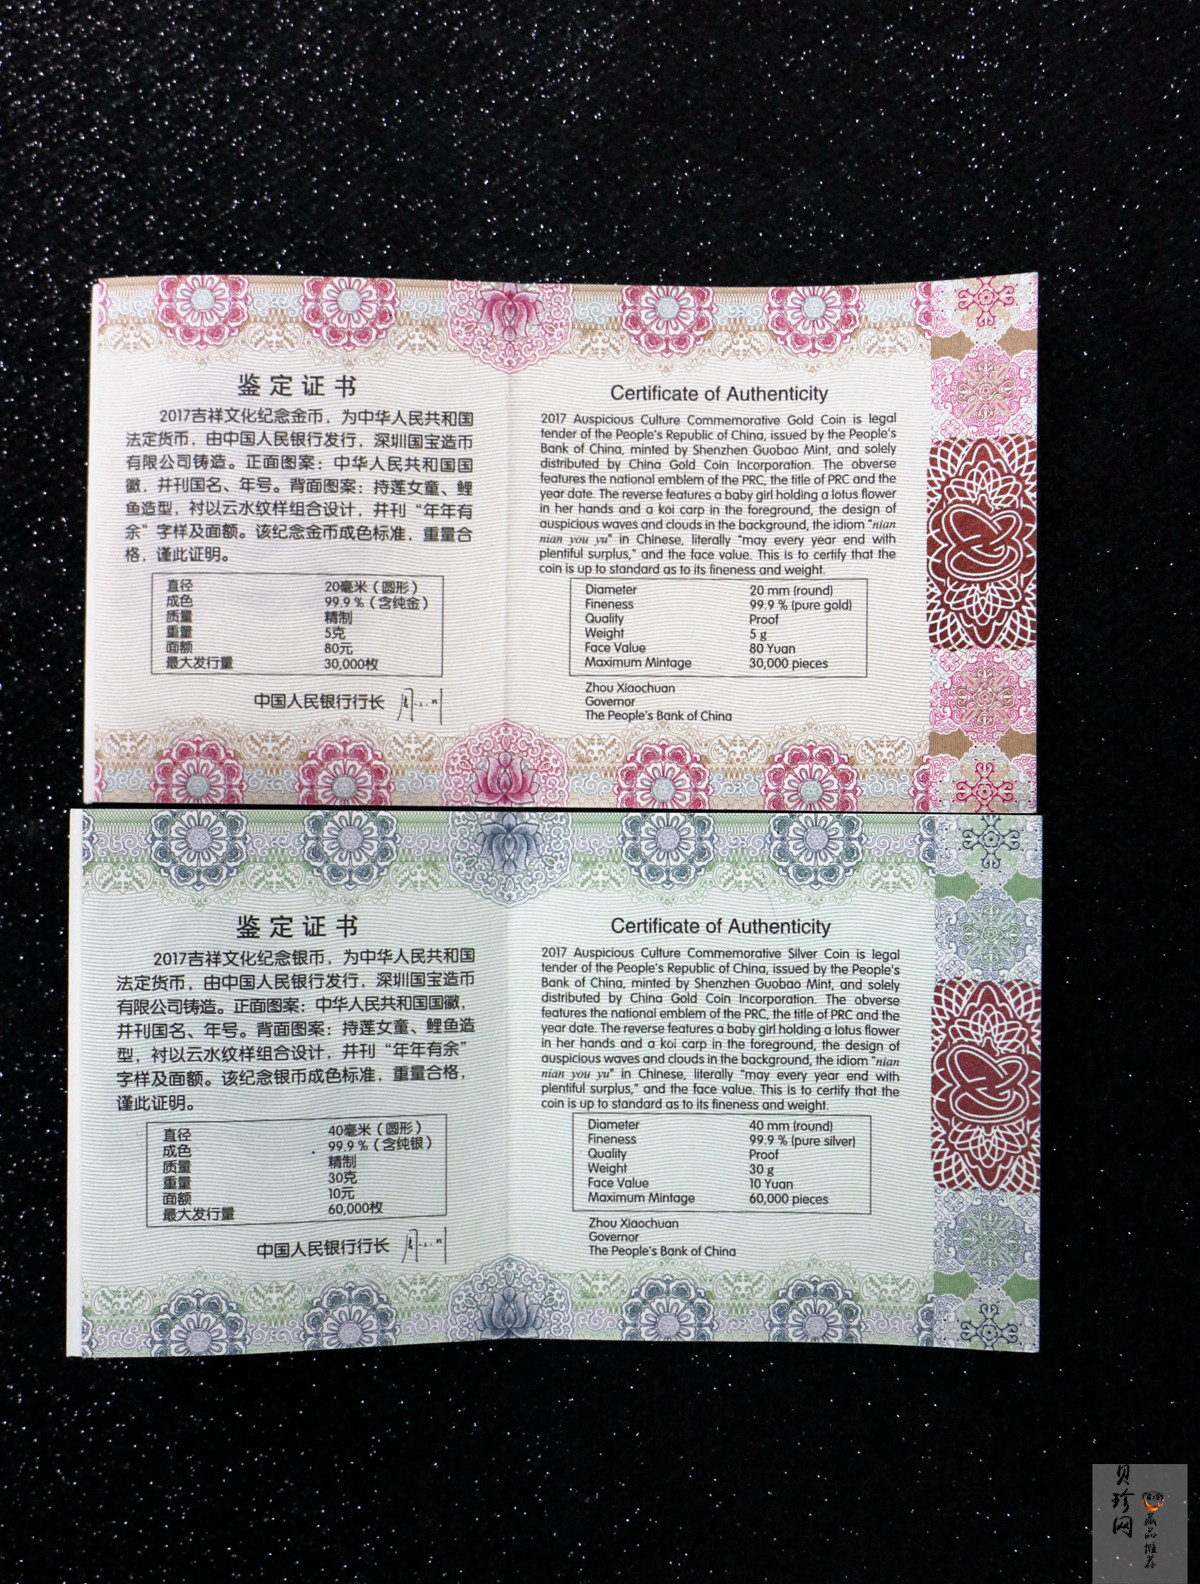 鉴定证书
2017吉祥文化纪念金币，为中华人民共和国
法定货币，由中国人民银行发行，深圳国宝造币
有限公司铸造。正面图案：中华人民共和国国
徽，并刊国名、年号。背面图案：持莲女童、鲤
鱼造型，衬以云水纹样组合设计，并刊“年年有
余”字样及面额。该纪念金币成色标准，重量合
格，谨此证明。
直径 20毫米（圆形）
成色 99.9%（含纯金）
质量 精制
重量 5克
面额 80元
最大发行量 30,000枚
中国人民银行行长
Certificate of Authenticity
2017 Auspicious Culture Commemorative Gold Coin is legal
tender of the People's Republic of China, issued by the People's
Bank of China, minted by Shenzhen Guobao Mint, and solely
distributed by China Gold Coin Incorporation. The obverse
features the national emblem of the PRC, the title of PRC and the
year date. The reverse features a baby girl holding a lotus flower
in her hands and a koi carp in the foreground, the design of
auspicious waves and clouds in the background, the idiom "nian
nian you yu" in Chinese, literally "may every year end with
plentiful surplus," and the face value. This is to certify that the
coin is up to standard as to its fineness and weight.
Diameter 20 mm (round)
Fineness 99.9 % (pure gold)
Quality Proof
Weight 5 g
Face Value 80 Yuan
Maximum Mintage 30,000 pieces
Zhou Xiaochuan
Governor
The People's Bank of China
鉴定证书
2017吉祥文化纪念银币，为中华人民共和国
法定货币，由中国人民银行发行，深圳国宝造币
有限公司铸造。正面图案：中华人民共和国国徽，
并刊国名、年号。背面图案：持莲女童、鲤鱼造
型，衬以云水纹样组合设计，并刊“年年有余”
字样及面额。该纪念银币成色标准，重量合格，
谨此证明。
直径 40毫米（圆形）
成色 99.9%（含纯银）
质量 精制
重量 30克
面额 10元
最大发行量 60,000枚
中国人民银行行长
Certificate of Authenticity
2017 Auspicious Culture Commemorative Silver Coin is legal
tender of the People's Republic of China, issued by the People's
Bank of China, minted by Shenzhen Guobao Mint, and solely
distributed by China Gold Coin Incorporation. The obverse
features the national emblem of the PRC, the title of PRC and the
year date. The reverse features a baby girl holding a lotus flower
in her hands and a koi carp in the foreground, the design of
auspicious waves and clouds in the background, the idiom "nian
nian you yu" in Chinese, literally "may every year end with
plentiful surplus," and the face value. This is to certify that the
coin is up to standard as to its fineness and weight.
Diameter 40 mm (round)
Fineness 99.9 % (pure silver)
Quality Proof
Weight 30 g
Face Value 10 Yuan
Maximum Mintage 60,000 pieces
Zhou Xiaochuan
Governor
The People's Bank of China
贝珍网
藏品推荐